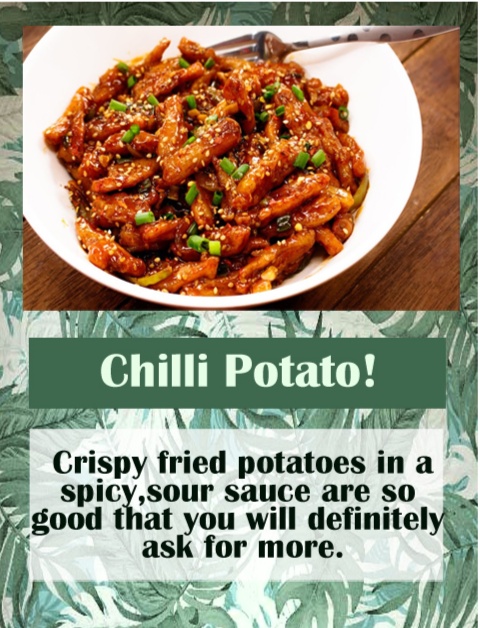 Chilli Potato!
Crispy fried potatoes in a
spicy,sour sauce are so
good that you will definitely
ask for more.